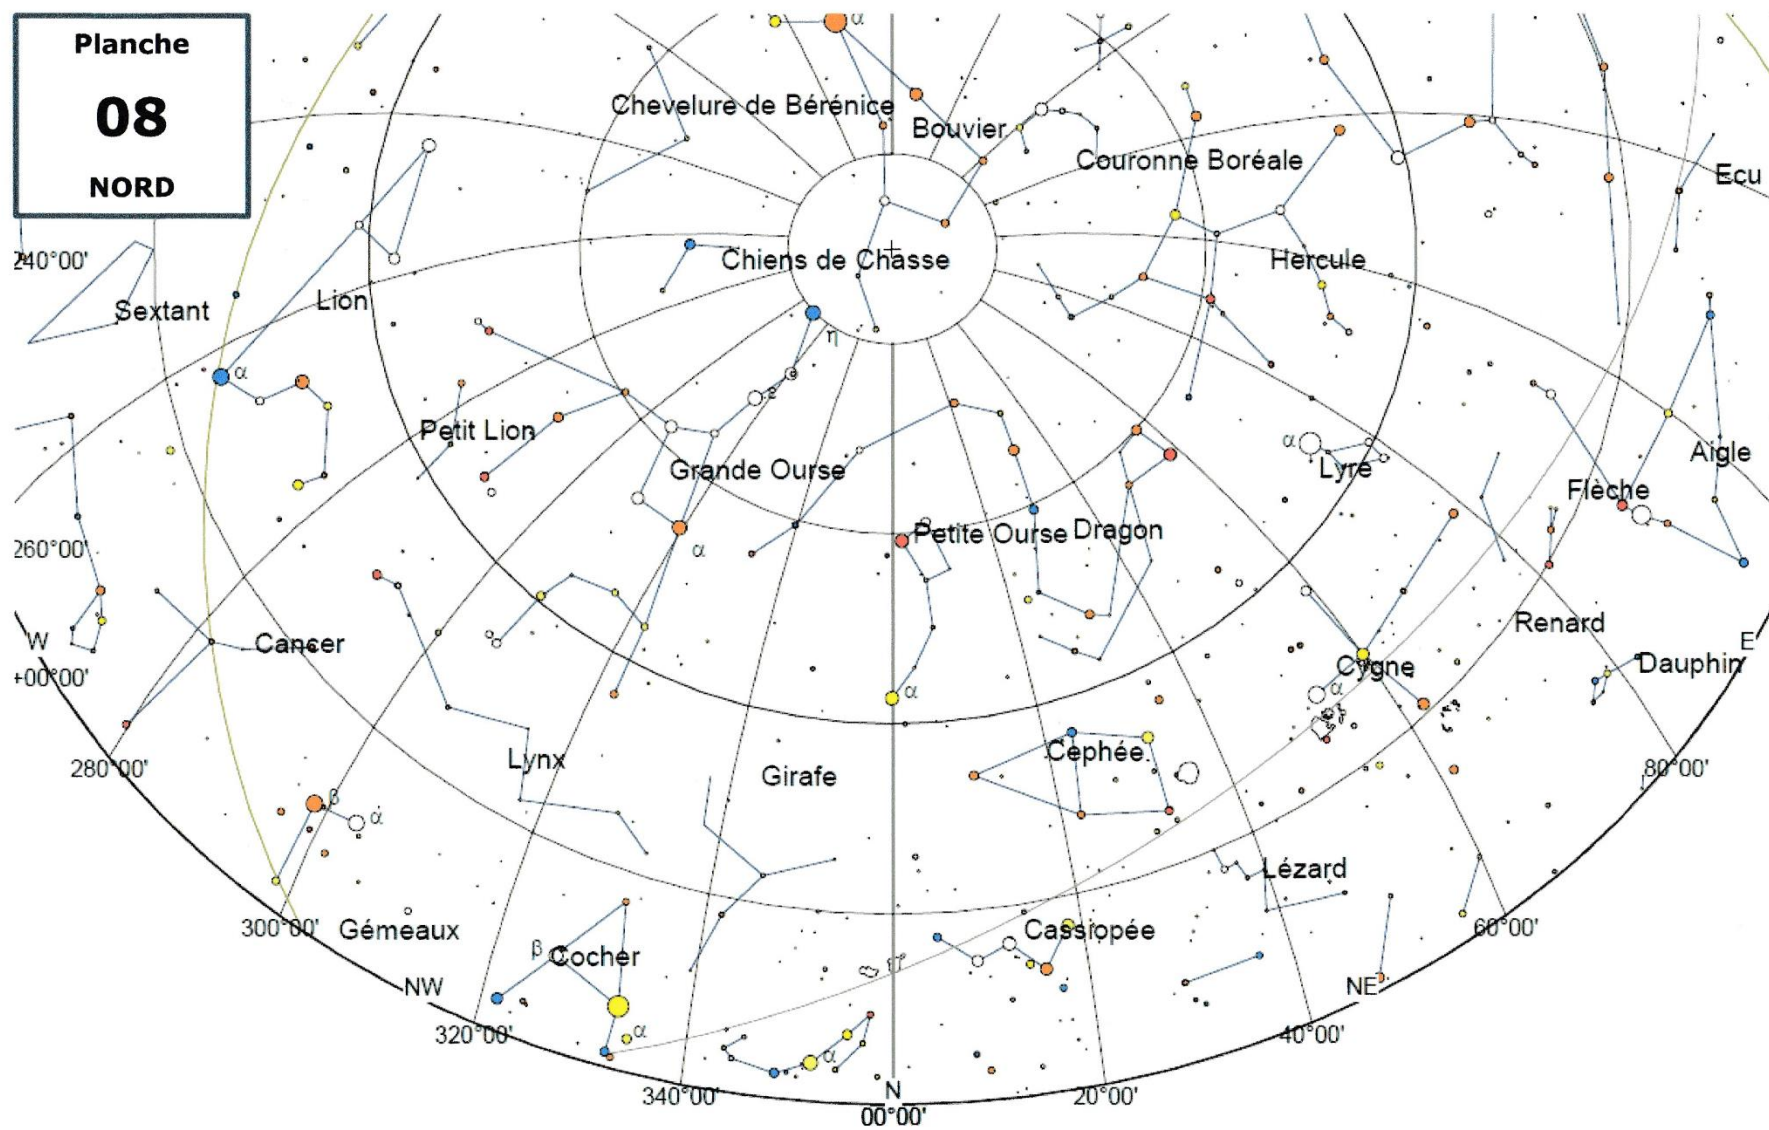 Planche
08
NORD
α
Chevelure de Bérénice
Bouvier
Couronne Boréale
Ecu
240°00'
Chiens de Chasse
Hercule
Sextant
Lion
η
α
ε
Petit Lion
Grande Ourse
α
Lyre
Aigle
Flèche
Petite Ourse
Dragon
α
260°00'
W
Cancer
+00°00'
Renard
E
Cygne
Dauphin
α
α
280°00'
Lynx
Girafe
Cephée
80°00'
β
α
Lézard
300°00'
Gémeaux
β
Cocher
Cassiopée
60°00'
NW
NE
320°00'
α
α
40°00'
340°00'
N
00°00'
20°00'